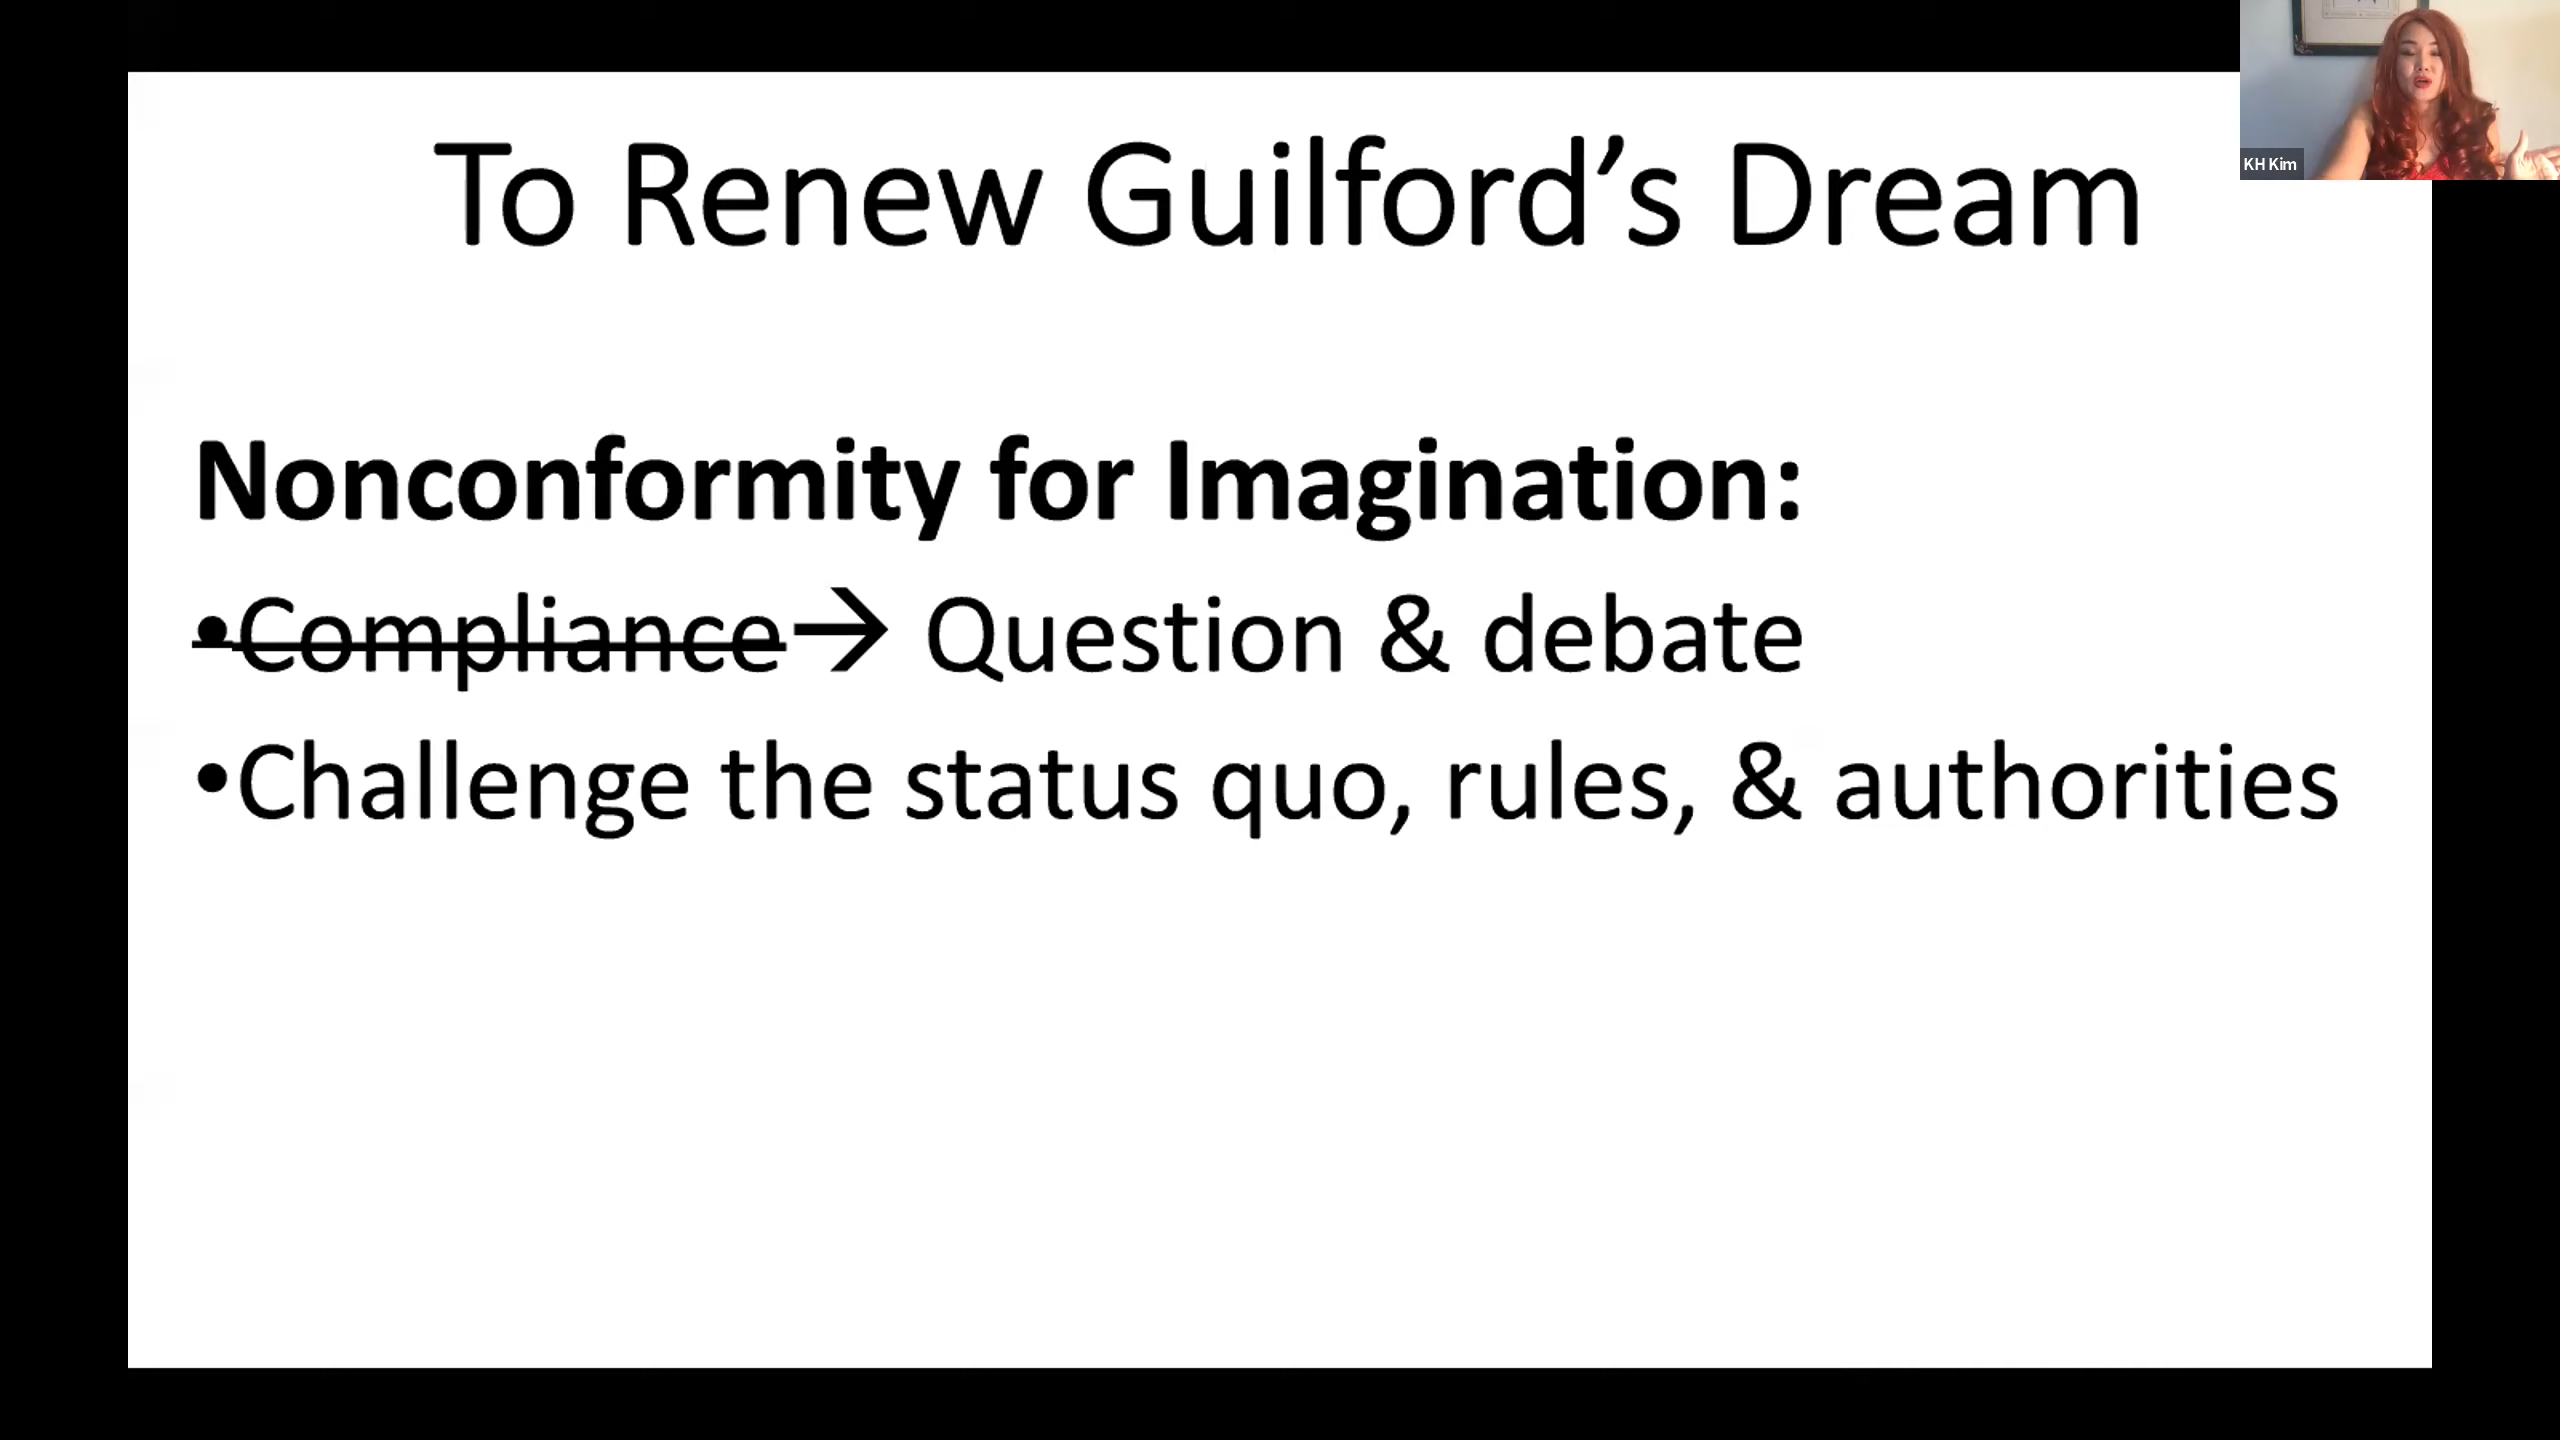 To Renew Guilford’s Dream
KH Kim
Nonconformity for Imagination:
•Compliance→ Question & debate
•Challenge the status quo, rules, & authorities